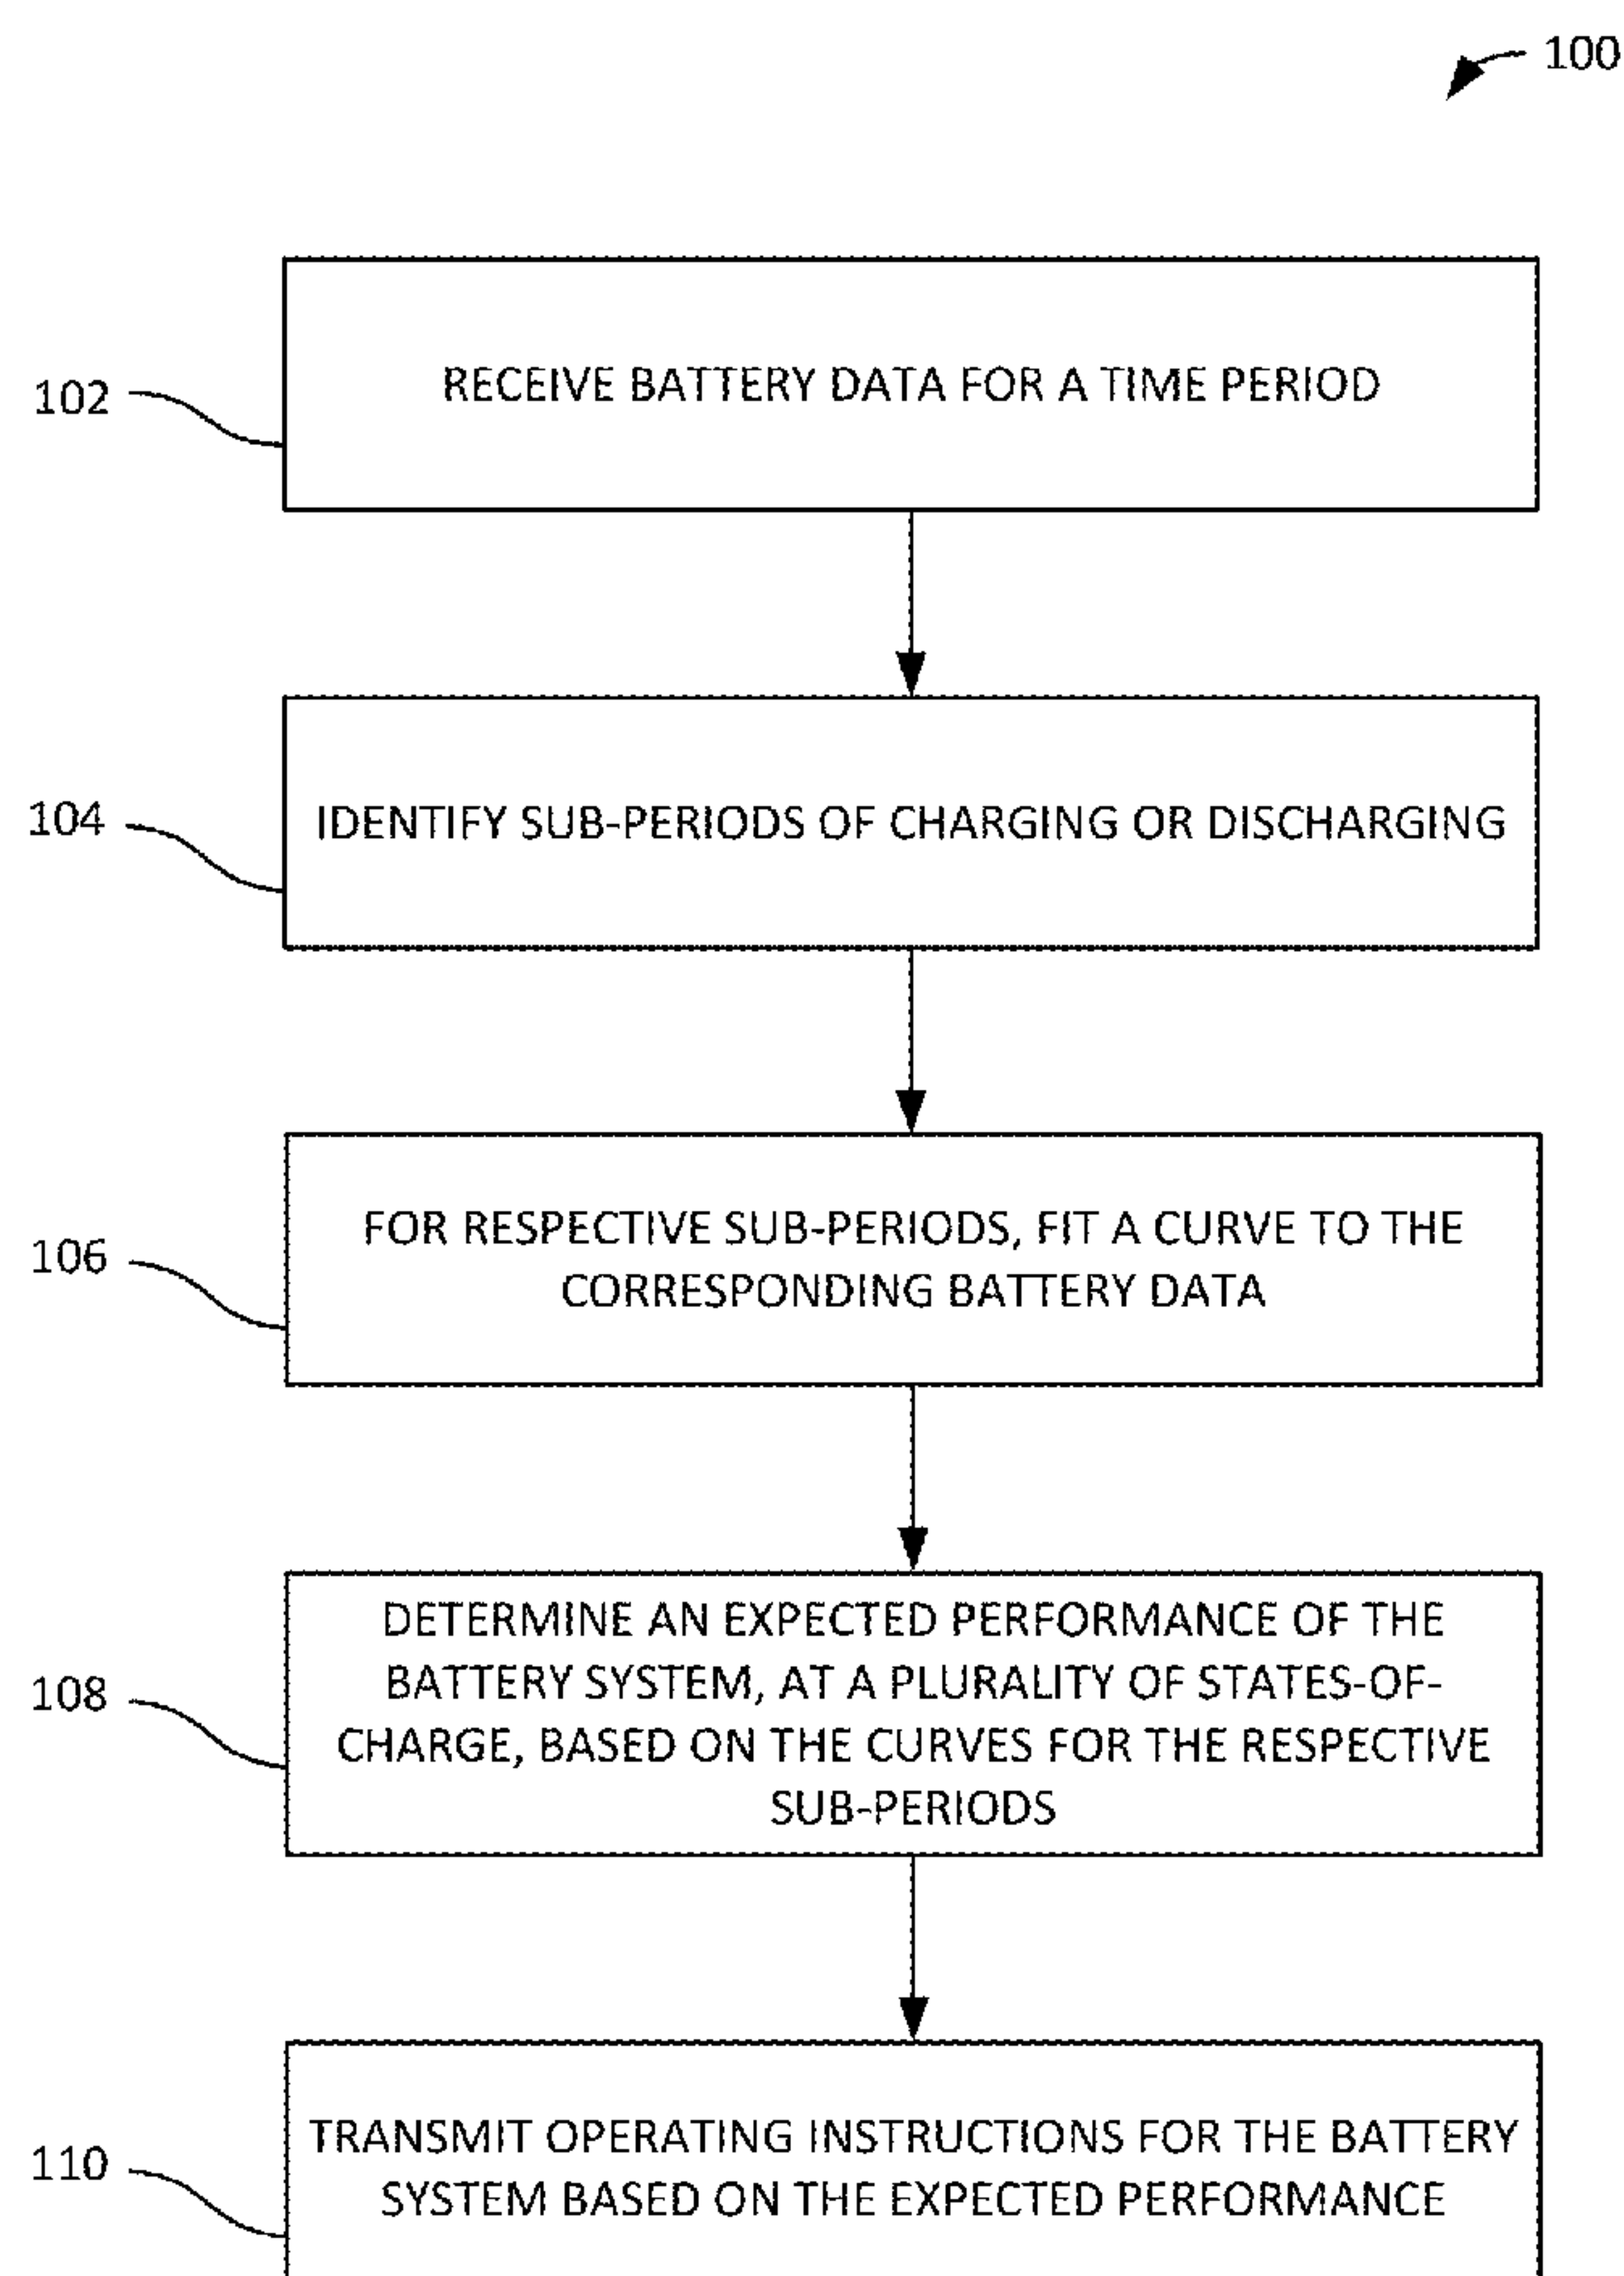 100
RECEIVE BATTERY DATA FOR A TIME PERIOD
102
IDENTIFY SUB-PERIODS OF CHARGING OR DISCHARGING
104
FOR RESPECTIVE SUB-PERIODS, FIT A CURVE TO THE
CORRESPONDING BATTERY DATA
106
DETERMINE AN EXPECTED PERFORMANCE OF THE
BATTERY SYSTEM, AT A PLURALITY OF STATES-OF-
CHARGE, BASED ON THE CURVES FOR THE RESPECTIVE
SUB-PERIODS
108
TRANSMIT OPERATING INSTRUCTIONS FOR THE BATTERY
SYSTEM BASED ON THE EXPECTED PERFORMANCE
110